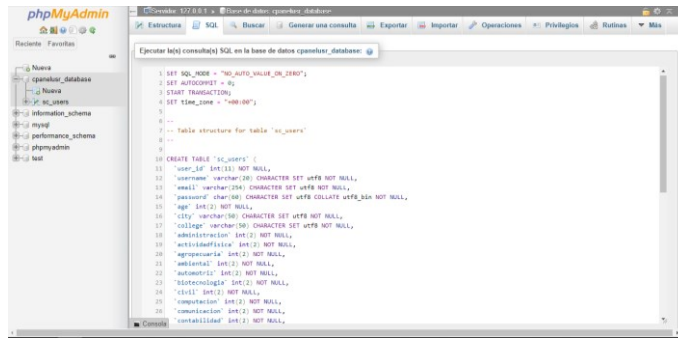 phpMyAdmin
Reciente Favoritas
Nueva
cpanelusr_database
Nueva
sc_users
information_schema
mysql
performance_schema
phpmyadmin
test
Servidor: 127.0.0.1 » Base de datos: cpanelusr_database
Estructura SQL Buscar Generar una consulta Exportar Importar Operaciones Privilegios Rutinas Más
Ejecutar la(s) consulta(s) SQL en la base de datos cpanelusr_database:
1 SET SQL_MODE = "NO_AUTO_VALUE_ON_ZERO";
2 SET AUTOCOMMIT = 0;
3 START TRANSACTION;
4 SET time_zone = "+00:00";
5
6 --
7 -- Table structure for table `sc_users`
8 --
9
10 CREATE TABLE `sc_users` (
11 `user_id` int(11) NOT NULL,
12 `username` varchar(20) CHARACTER SET utf8 NOT NULL,
13 `email` varchar(254) CHARACTER SET utf8 NOT NULL,
14 `password` char(60) CHARACTER SET utf8 COLLATE utf8_bin NOT NULL,
15 `age` int(2) NOT NULL,
16 `city` varchar(50) CHARACTER SET utf8 NOT NULL,
17 `college` varchar(50) CHARACTER SET utf8 NOT NULL,
18 `administracion` int(2) NOT NULL,
19 `actividadfisica` int(2) NOT NULL,
20 `agropecuaria` int(2) NOT NULL,
21 `ambiental` int(2) NOT NULL,
22 `automotriz` int(2) NOT NULL,
23 `biotecnologia` int(2) NOT NULL,
24 `civil` int(2) NOT NULL,
25 `computacion` int(2) NOT NULL,
26 `comunicacion` int(2) NOT NULL,
`contabilidad` int(2) NOT NULL,
Consola